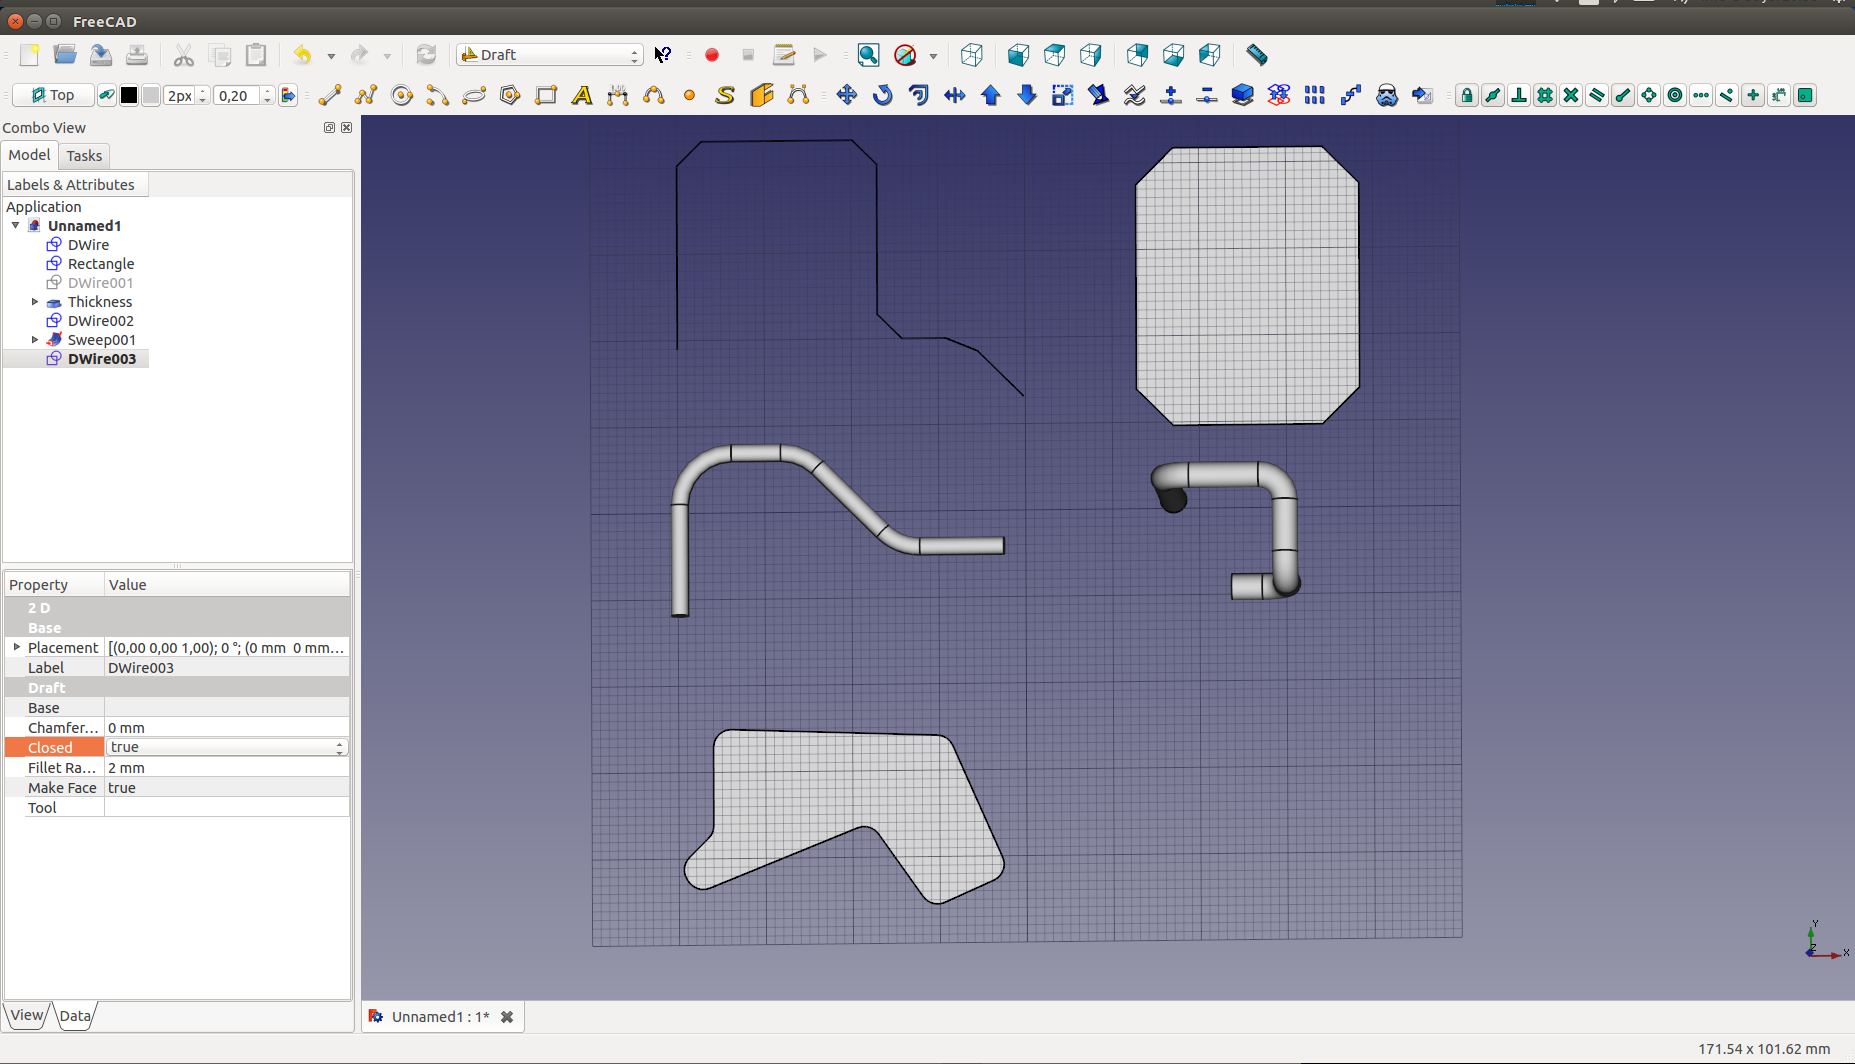 FreeCAD
Draft
Top
2px
0,20
Combo View
Model
Tasks
Labels & Attributes
Application
Unnamed1
DWire
Rectangle
DWire001
Thickness
DWire002
Sweep001
DWire003
Property
Value
2 D
Base
Placement
[(0,00 0,00 1,00); 0 °; (0 mm  0 mm...
Label
DWire003
Draft
Base
Chamfer...
0 mm
Closed
true
Fillet Ra...
2 mm
Make Face
true
Tool
Y
Z
X
View
Data
Unnamed1 : 1*
171.54 x 101.62 mm